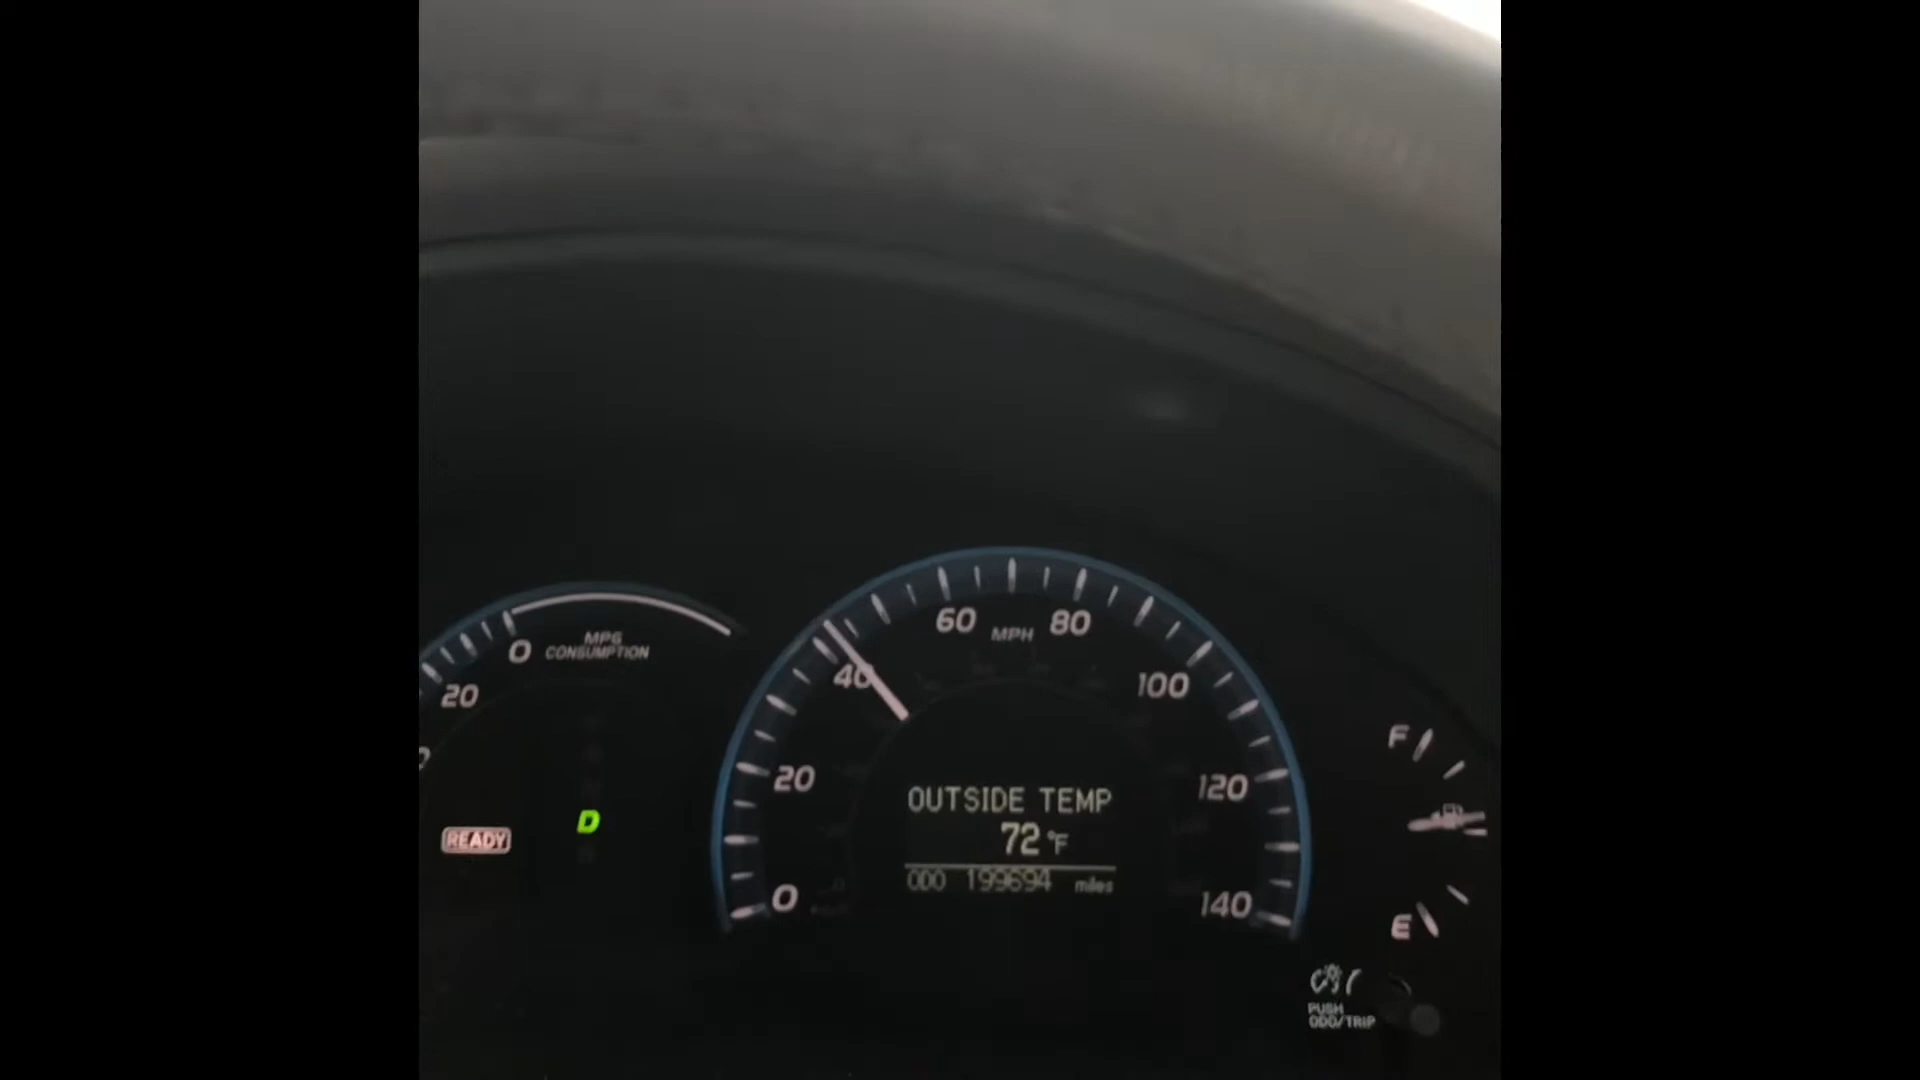 0
MPG
CONSUMPTION
20
READY
D
0
20
40
60
MPH
80
100
120
140
OUTSIDE TEMP
72°F
ODO 199694 miles
F
E
PUSH
ODO/TRIP